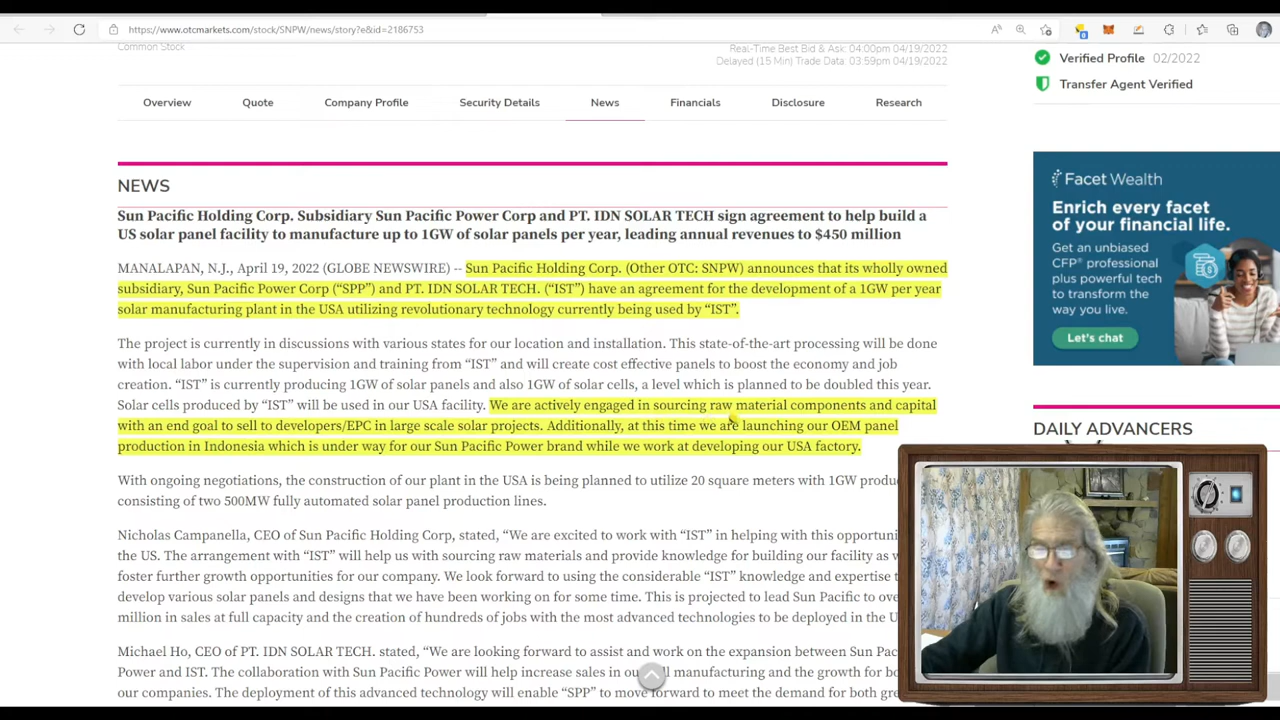 https://www.otcmarkets.com/stock/SNPW/news/story?e&id=2186753
Common Stock
Real-Time Best Bid & Ask: 04:00pm 04/19/2022
Delayed (15 Min) Trade Data: 03:59pm 04/19/2022
Verified Profile 02/2022
Transfer Agent Verified
Overview Quote Company Profile Security Details News Financials Disclosure Research
NEWS
Sun Pacific Holding Corp. Subsidiary Sun Pacific Power Corp and PT. IDN SOLAR TECH sign agreement to help build a
US solar panel facility to manufacture up to 1GW of solar panels per year, leading annual revenues to $450 million
MANALAPAN, N.J., April 19, 2022 (GLOBE NEWSWIRE) -- Sun Pacific Holding Corp. (Other OTC: SNPW) announces that its wholly owned
subsidiary, Sun Pacific Power Corp (“SPP”) and PT. IDN SOLAR TECH. (“IST”) have an agreement for the development of a 1GW per year
solar manufacturing plant in the USA utilizing revolutionary technology currently being used by “IST”.
The project is currently in discussions with two states for our location and installation. This state-of-the-art processing will be done
with local labor under the supervision and training from “IST” and will create cost effective panels to boost the economy and job
creation. “IST” is currently producing 1GW of solar panels and also 1GW of solar cells, a level which is planned to be doubled this year.
Solar cells produced by “IST” will be used in our USA facility. We are actively engaged in sourcing raw material components and capital
with an end goal to sell to developers/EPC in large scale solar projects. Additionally, at this time we are launching our OEM panel
production in Indonesia which is under way for our Sun Pacific Power brand while we work at developing our USA factory.
With ongoing negotiations, the construction of our plant in the USA is being planned to utilize 20 square meters with 1GW
consisting of two 500MW fully automated solar panel production lines.
Nicholas Campanella, CEO of Sun Pacific Holding Corp, stated, “We are excited to work with “IST” in helping with this
the US. The arrangement with “IST” will help us with sourcing raw materials and provide knowledge for building our facility as
foster further growth opportunities for our company. We look forward to using the considerable “IST” knowledge and expertise
develop various solar panels and designs that we have been working on for some time. This is projected to lead Sun Pacific to
million in sales at full capacity and the creation of hundreds of jobs with the most advanced technologies to be deployed in the
Michael Ho, CEO of PT. IDN SOLAR TECH. stated, “We are looking forward to assist and work on the expansion between Sun
Power and IST. The collaboration with Sun Pacific Power will help increase sales in manufacturing and the growth for
our companies. The deployment of this advanced technology will enable “SPP” to move forward to meet the demand for both
Facet Wealth
Enrich every facet
of your financial life.
Get an unbiased
CFP® professional
plus powerful tech
to transform the
way you live.
Let's chat
DAILY ADVANCERS